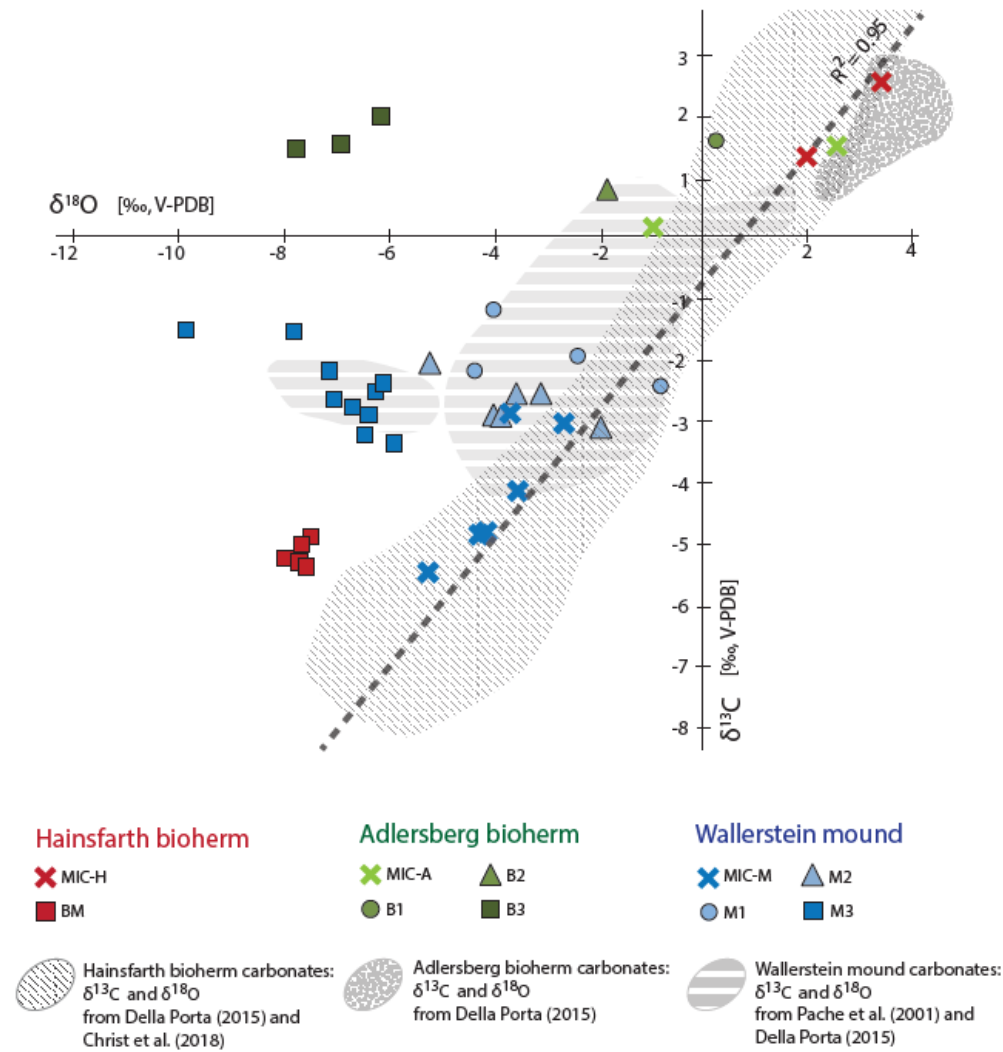 3
R² = 0.95
2
1
δ¹⁸O [‰, V-PDB]
-12
-10
-8
-6
-4
-2
2
4
-1
-2
-3
-4
-5
-6
-7
-8
δ¹³C [‰, V-PDB]
Hainsfarth bioherm
MIC-H
BM
Adlersberg bioherm
MIC-A
B2
B1
B3
Wallerstein mound
MIC-M
M2
M1
M3
Hainsfarth bioherm carbonates:
δ¹³C and δ¹⁸O
from Della Porta (2015) and
Christ et al. (2018)
Adlersberg bioherm carbonates:
δ¹³C and δ¹⁸O
from Della Porta (2015)
Wallerstein mound carbonates:
δ¹³C and δ¹⁸O
from Pache et al. (2001) and
Della Porta (2015)